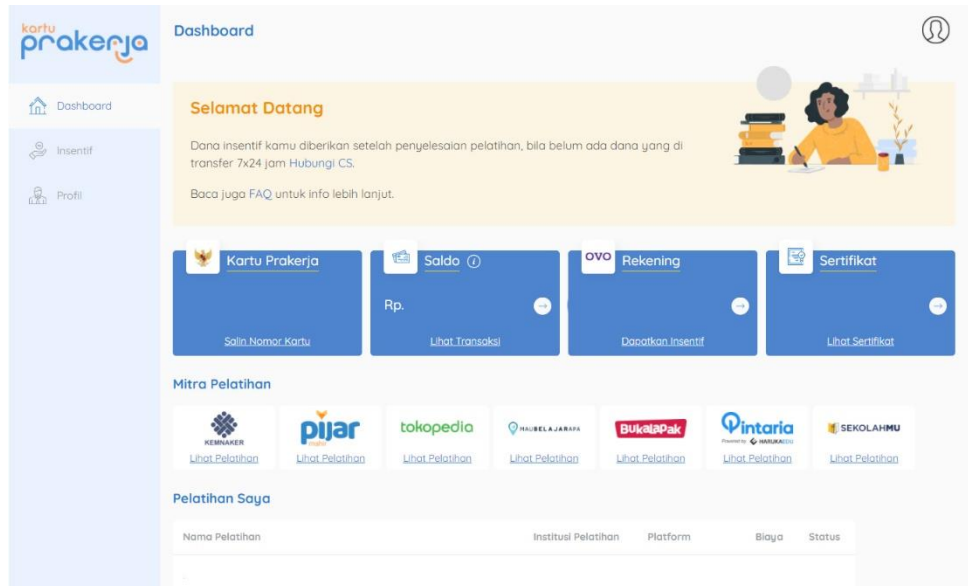 kartu
prakerja
Dashboard
Dashboard
Insentif
Profil
Selamat Datang
Dana insentif kamu diberikan setelah penyelesaian pelatihan, bila belum ada dana yang di
transfer 7x24 jam Hubungi CS.
Baca juga FAQ untuk info lebih lanjut.
Kartu Prakerja
Salin Nomor Kartu
Saldo
Rp.
Lihat Transaksi
OVO Rekening
Dapatkan Insentif
Sertifikat
Lihat Sertifikat
Mitra Pelatihan
KEMNAKER
Lihat Pelatihan
pijar
mahir
Lihat Pelatihan
tokopedia
Lihat Pelatihan
MAUBELAJARAPA
Lihat Pelatihan
BukalaPak
Lihat Pelatihan
Pintaria
Powered by HARUKAEDU
Lihat Pelatihan
SEKOLAHMU
Lihat Pelatihan
Pelatihan Saya
Nama Pelatihan Institusi Pelatihan Platform Biaya Status